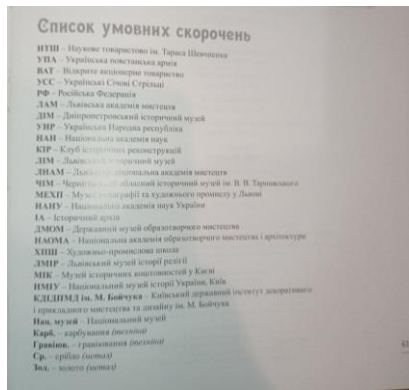 Список умовних скорочень
НТШ – Наукове товариство ім. Тараса Шевченка
УПА – Українська повстанська армія
ВАТ – Відкрите акціонерне товариство
УСС – Українські Січові Стрільці
РФ – Російська Федерація
ЛАМ – Львівська академія мистецтв
ДІМ – Дніпропетровський історичний музей
УНР – Українська Народна республіка
НАН – Національна академія наук
КІР – Клуб історичних реконструкцій
ЛІМ – Львівський історичний музей
ЛНАМ – Львівська національна академія мистецтв
ЧІМ – Чернігівський обласний історичний музей ім. В. В. Тарновського
МЕХП – Музей етнографії та художнього промислу у Львові
НАНУ – Національна академія наук України
ІА – Історичний архів
ДМОМ – Державний музей образотворчого мистецтва
НАОМА – Національна академія образотворчого мистецтва і архітектури
ХПШ – Художньо-промислова школа
ЛМІР – Львівський музей історії релігії
МІК – Музей історичних коштовностей у Києві
НМІУ – Національний музей історії України, Київ
КДІДПМД ім. М. Бойчука – Київський державний інститут декоративного
і прикладного мистецтва та дизайну ім. М. Бойчука
Нац. музей – Національний музей
Карб. – карбування (техніка)
Гравіюв. – гравіювання (техніка)
Ср. – срібло (метал)
Зол. – золото (метал)